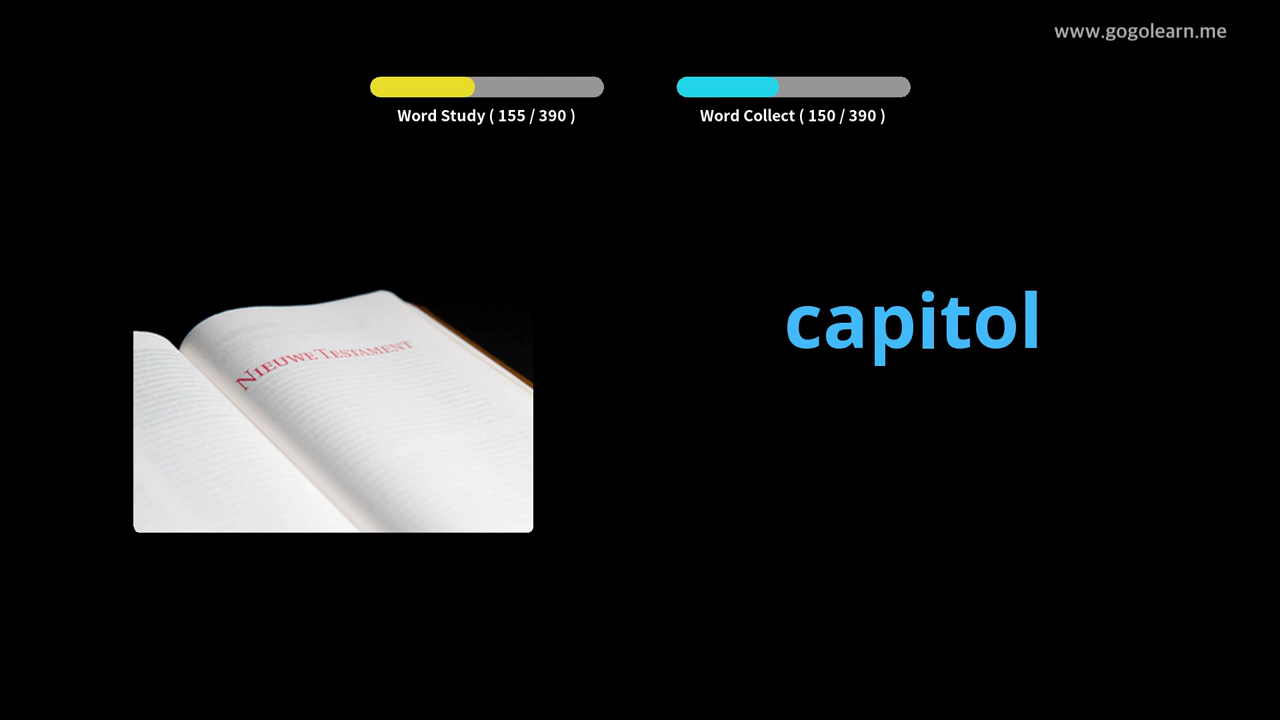 www.gogolearn.me
Word Study ( 155 / 390 )
Word Collect ( 150 / 390 )
NIEUWE TESTAMENT
capitol